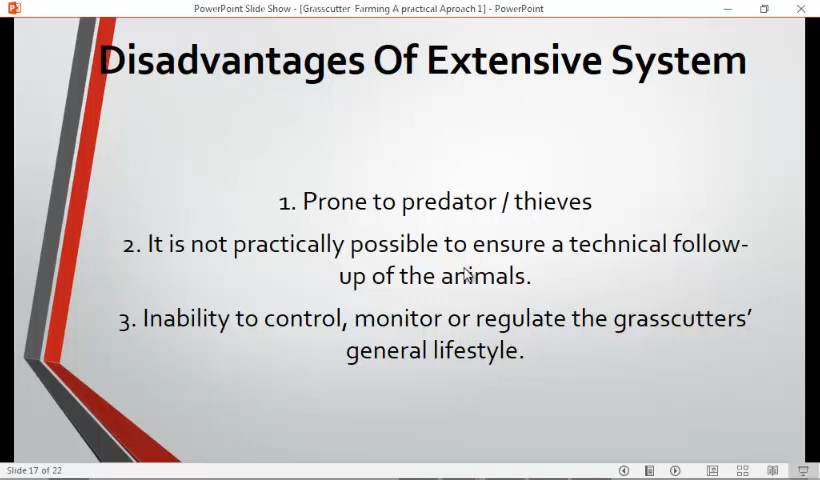 PowerPoint Slide Show - [Grasscutter Farming A practical Aproach 1] - PowerPoint
Disadvantages Of Extensive System
1. Prone to predator / thieves
2. It is not practically possible to ensure a technical follow-
up of the animals.
3. Inability to control, monitor or regulate the grasscutters’
general lifestyle.
Slide 17 of 22